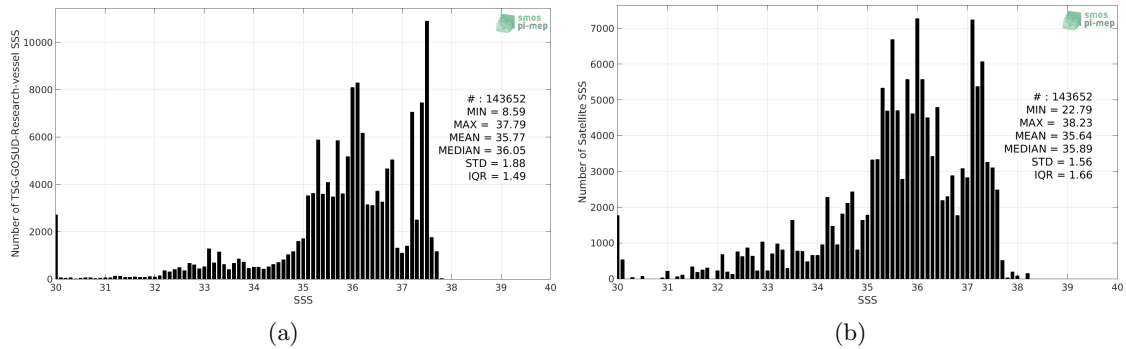 smos
pi-mep
Number of TSG-GOSUD-Research-vessel SSS
10000
8000
6000
4000
2000
0
# : 143652
MIN = 8.59
MAX = 37.79
MEAN = 35.77
MEDIAN = 36.05
STD = 1.88
IQR = 1.49
30 31 32 33 34 35 36 37 38 39 40
SSS
(a)
smos
pi-mep
Number of Satellite SSS
7000
6000
5000
4000
3000
2000
1000
0
# : 143652
MIN = 22.79
MAX = 38.23
MEAN = 35.64
MEDIAN = 35.89
STD = 1.56
IQR = 1.66
30 31 32 33 34 35 36 37 38 39 40
SSS
(b)